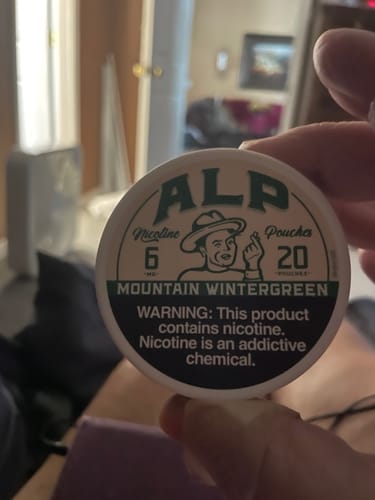 ALP
Nicotine Pouches
6 20
MG POUCHES
MOUNTAIN WINTERGREEN
WARNING: This product
contains nicotine.
Nicotine is an addictive
chemical.